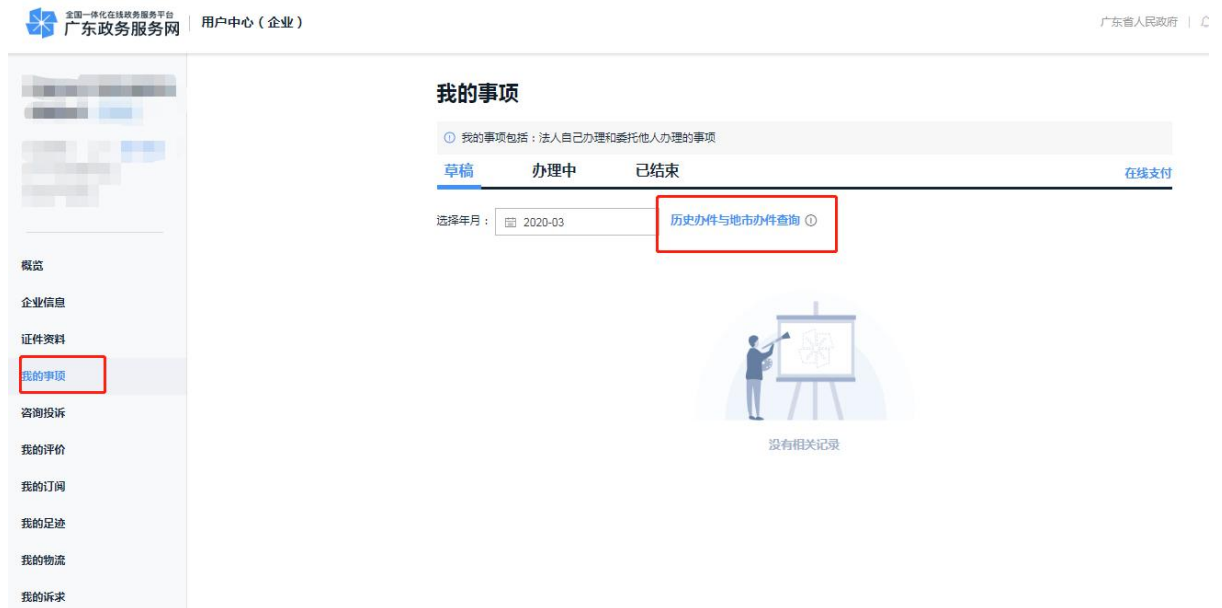 全国一体化在线政务服务平台
广东政务服务网
用户中心（企业）
广东省人民政府
我的事项
我的事项包括：法人自己办理和委托他人办理的事项
草稿
办理中
已结束
在线支付
选择年月：
2020-03
历史办件与地市办件查询
没有相关记录
概览
企业信息
证件资料
我的事项
咨询投诉
我的评价
我的订阅
我的足迹
我的物流
我的诉求